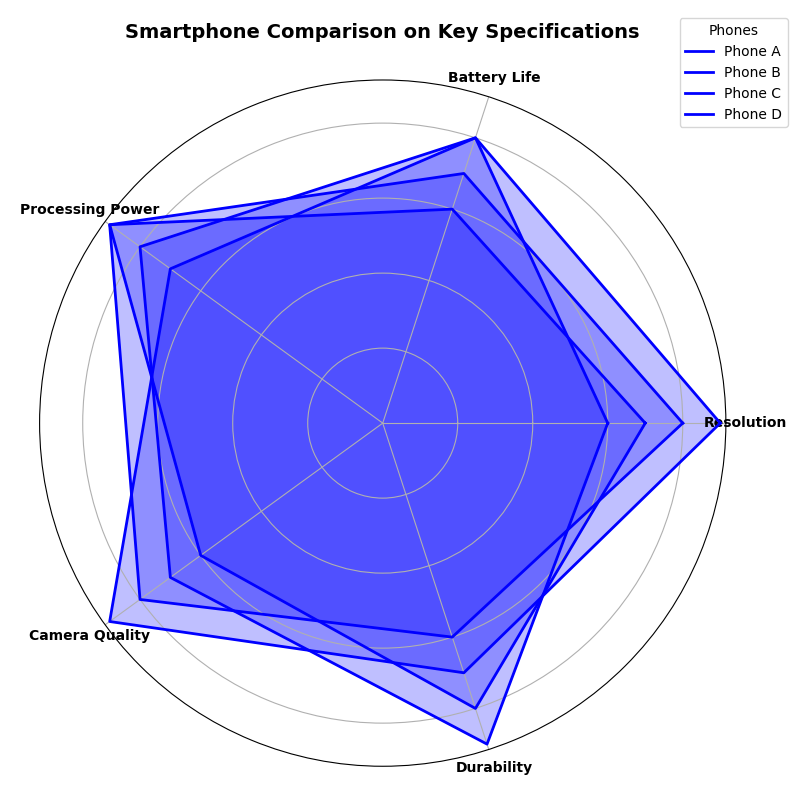 Smartphone Comparison on Key Specifications
Phones
Phone A
Phone B
Phone C
Phone D
Battery Life
Processing Power
Resolution
Camera Quality
Durability